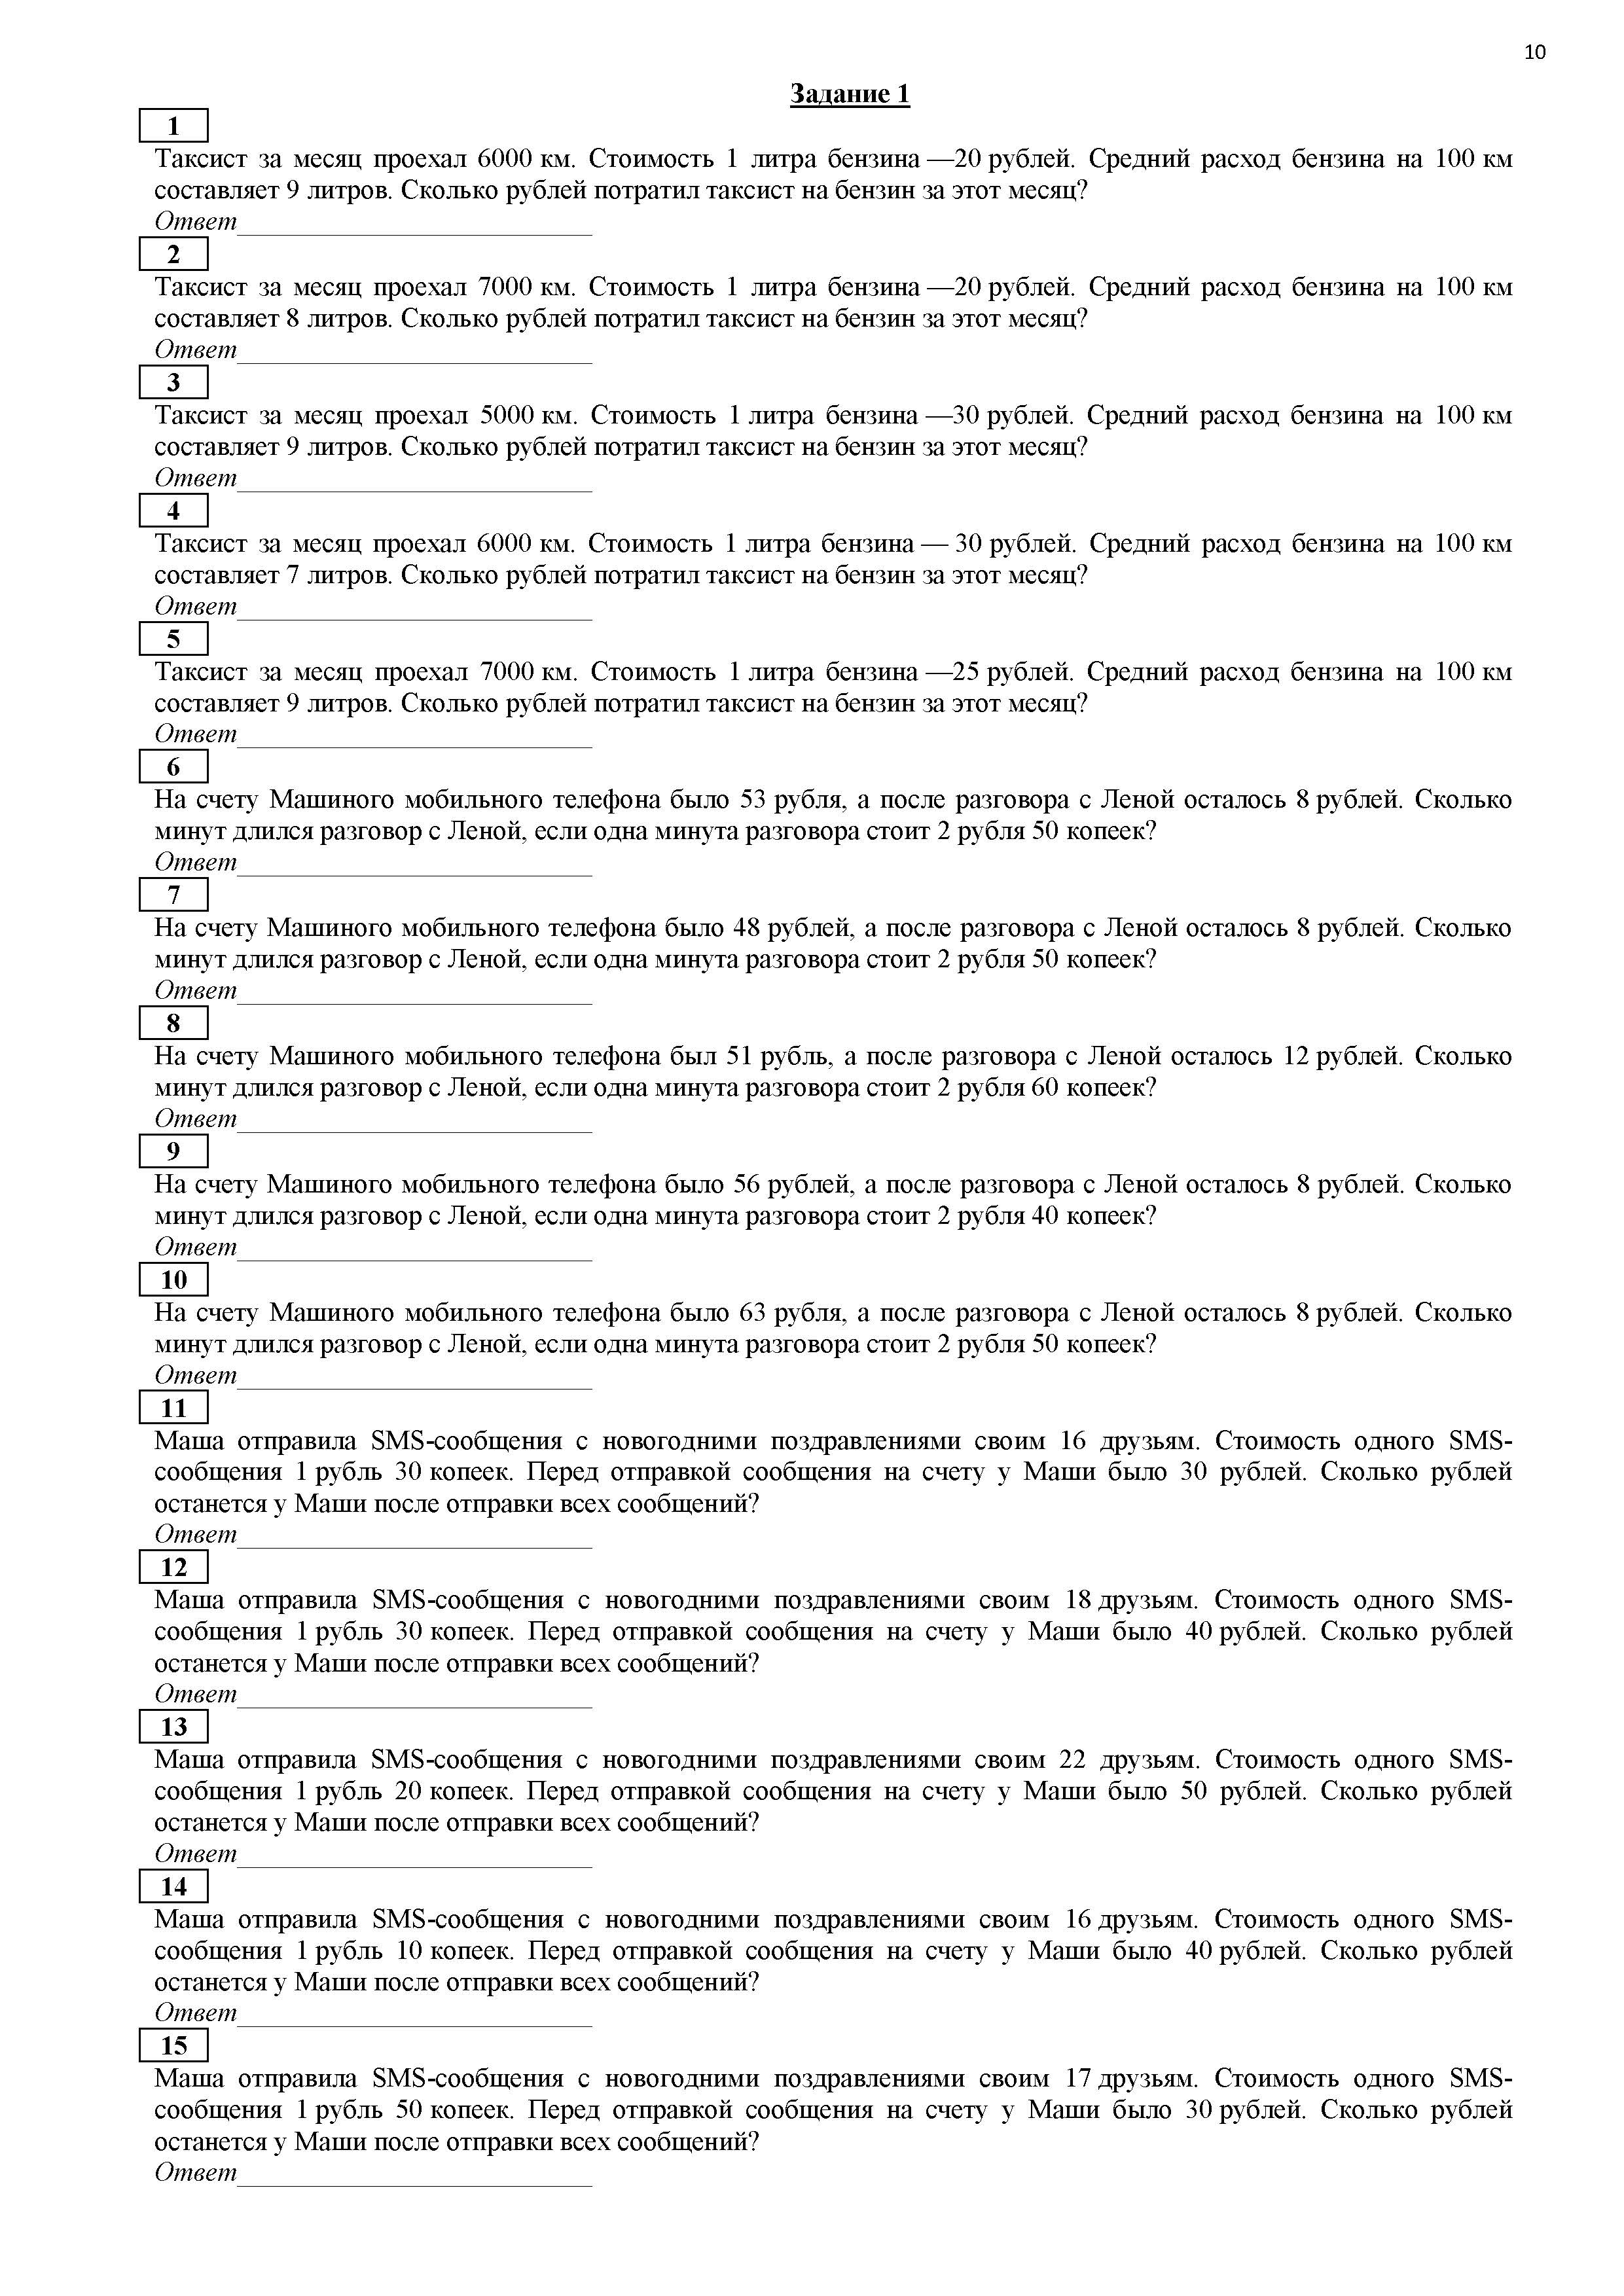 10
Задание 1
1
Таксист за месяц проехал 6000 км. Стоимость 1 литра бензина —20 рублей. Средний расход бензина на 100 км
составляет 9 литров. Сколько рублей потратил таксист на бензин за этот месяц?
Ответ___________________________
2
Таксист за месяц проехал 7000 км. Стоимость 1 литра бензина —20 рублей. Средний расход бензина на 100 км
составляет 8 литров. Сколько рублей потратил таксист на бензин за этот месяц?
Ответ___________________________
3
Таксист за месяц проехал 5000 км. Стоимость 1 литра бензина —30 рублей. Средний расход бензина на 100 км
составляет 9 литров. Сколько рублей потратил таксист на бензин за этот месяц?
Ответ___________________________
4
Таксист за месяц проехал 6000 км. Стоимость 1 литра бензина — 30 рублей. Средний расход бензина на 100 км
составляет 7 литров. Сколько рублей потратил таксист на бензин за этот месяц?
Ответ___________________________
5
Таксист за месяц проехал 7000 км. Стоимость 1 литра бензина —25 рублей. Средний расход бензина на 100 км
составляет 9 литров. Сколько рублей потратил таксист на бензин за этот месяц?
Ответ___________________________
6
На счету Машиного мобильного телефона было 53 рубля, а после разговора с Леной осталось 8 рублей. Сколько
минут длился разговор с Леной, если одна минута разговора стоит 2 рубля 50 копеек?
Ответ___________________________
7
На счету Машиного мобильного телефона было 48 рублей, а после разговора с Леной осталось 8 рублей. Сколько
минут длился разговор с Леной, если одна минута разговора стоит 2 рубля 50 копеек?
Ответ___________________________
8
На счету Машиного мобильного телефона был 51 рубль, а после разговора с Леной осталось 12 рублей. Сколько
минут длился разговор с Леной, если одна минута разговора стоит 2 рубля 60 копеек?
Ответ___________________________
9
На счету Машиного мобильного телефона было 56 рублей, а после разговора с Леной осталось 8 рублей. Сколько
минут длился разговор с Леной, если одна минута разговора стоит 2 рубля 40 копеек?
Ответ___________________________
10
На счету Машиного мобильного телефона было 63 рубля, а после разговора с Леной осталось 8 рублей. Сколько
минут длился разговор с Леной, если одна минута разговора стоит 2 рубля 50 копеек?
Ответ___________________________
11
Маша отправила SMS-сообщения с новогодними поздравлениями своим 16 друзьям. Стоимость одного SMS-
сообщения 1 рубль 30 копеек. Перед отправкой сообщения на счету у Маши было 30 рублей. Сколько рублей
останется у Маши после отправки всех сообщений?
Ответ___________________________
12
Маша отправила SMS-сообщения с новогодними поздравлениями своим 18 друзьям. Стоимость одного SMS-
сообщения 1 рубль 30 копеек. Перед отправкой сообщения на счету у Маши было 40 рублей. Сколько рублей
останется у Маши после отправки всех сообщений?
Ответ___________________________
13
Маша отправила SMS-сообщения с новогодними поздравлениями своим 22 друзьям. Стоимость одного SMS-
сообщения 1 рубль 20 копеек. Перед отправкой сообщения на счету у Маши было 50 рублей. Сколько рублей
останется у Маши после отправки всех сообщений?
Ответ___________________________
14
Маша отправила SMS-сообщения с новогодними поздравлениями своим 16 друзьям. Стоимость одного SMS-
сообщения 1 рубль 10 копеек. Перед отправкой сообщения на счету у Маши было 40 рублей. Сколько рублей
останется у Маши после отправки всех сообщений?
Ответ___________________________
15
Маша отправила SMS-сообщения с новогодними поздравлениями своим 17 друзьям. Стоимость одного SMS-
сообщения 1 рубль 50 копеек. Перед отправкой сообщения на счету у Маши было 30 рублей. Сколько рублей
останется у Маши после отправки всех сообщений?
Ответ___________________________